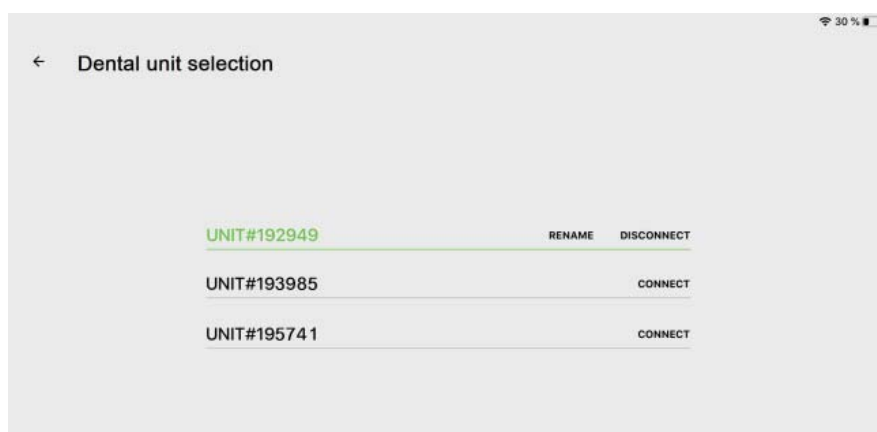 30 %
Dental unit selection
UNIT#192949 RENAME DISCONNECT
UNIT#193985 CONNECT
UNIT#195741 CONNECT